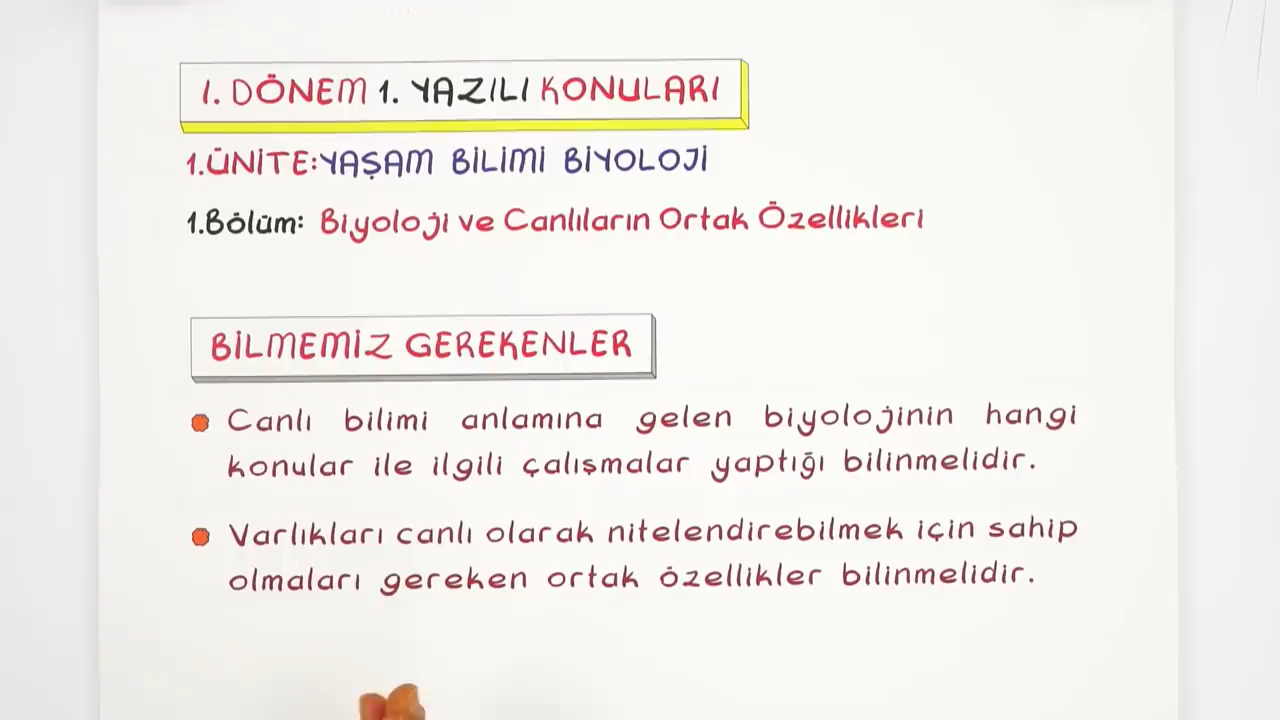 1. DÖNEM 1. YAZILI KONULARI
1.ÜNİTE:YAŞAM BİLİMİ BİYOLOJİ
1.Bölüm: Biyoloji ve Canlıların Ortak Özellikleri
BİLMEMİZ GEREKENLER
Canlı bilimi anlamına gelen biyolojinin hangi
konular ile ilgili çalışmalar yaptığı bilinmelidir.
Varlıkları canlı olarak nitelendirebilmek için sahip
olmaları gereken ortak özellikler bilinmelidir.